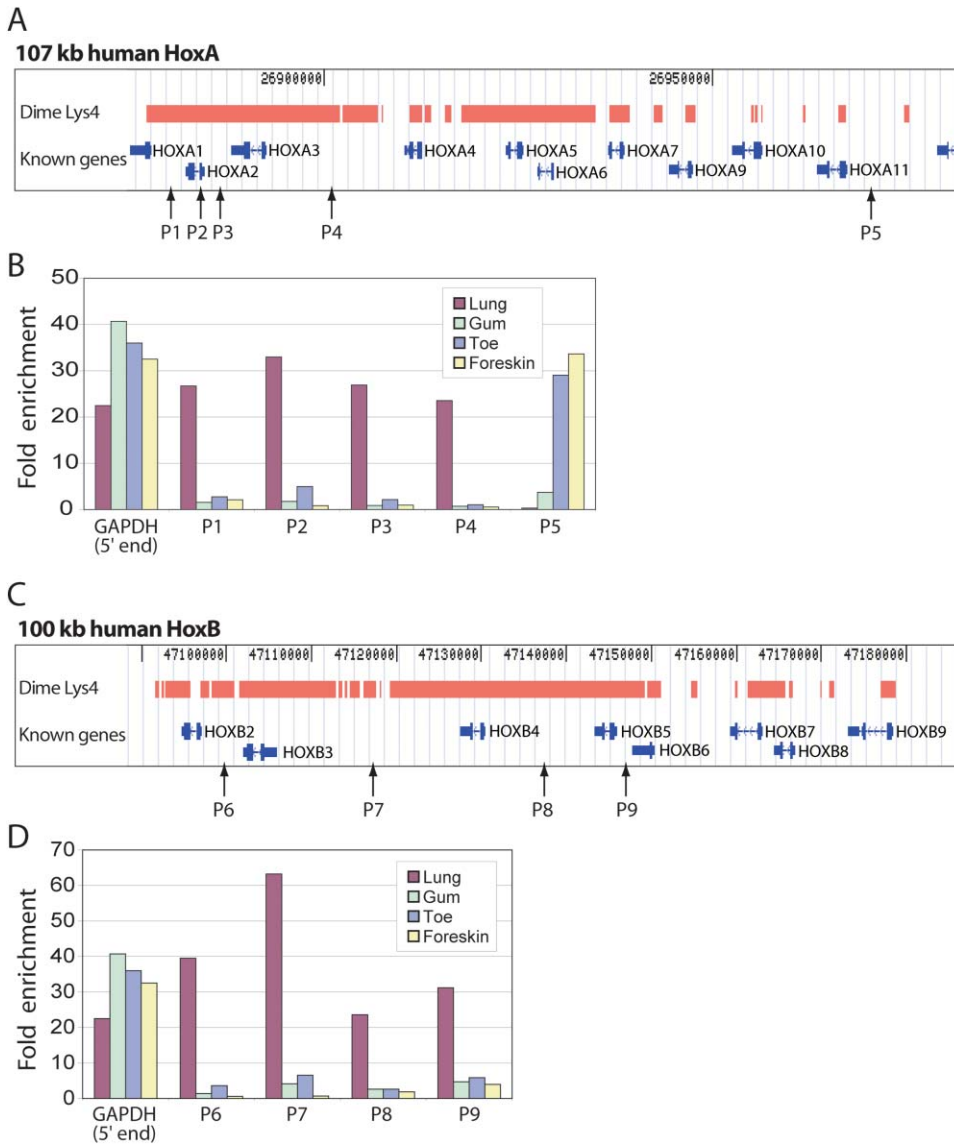 A
107 kb human HoxA
26900000 26950000
Dime Lys4
Known genes
HOXA1 HOXA3 HOXA4 HOXA5 HOXA7 HOXA10
HOXA2 HOXA6 HOXA9 HOXA11
P1 P2 P3 P4 P5
B
50
40
30
20
10
0
Fold enrichment
Lung
Gum
Toe
Foreskin
GAPDH P1 P2 P3 P4 P5
(5' end)
C
100 kb human HoxB
47100000 47110000 47120000 47130000 47140000 47150000 47160000 47170000 47180000
Dime Lys4
Known genes
HOXB2 HOXB4 HOXB5 HOXB7 HOXB9
HOXB3 HOXB6 HOXB8
P6 P7 P8 P9
D
70
60
50
40
30
20
10
0
Fold enrichment
Lung
Gum
Toe
Foreskin
GAPDH P6 P7 P8 P9
(5' end)